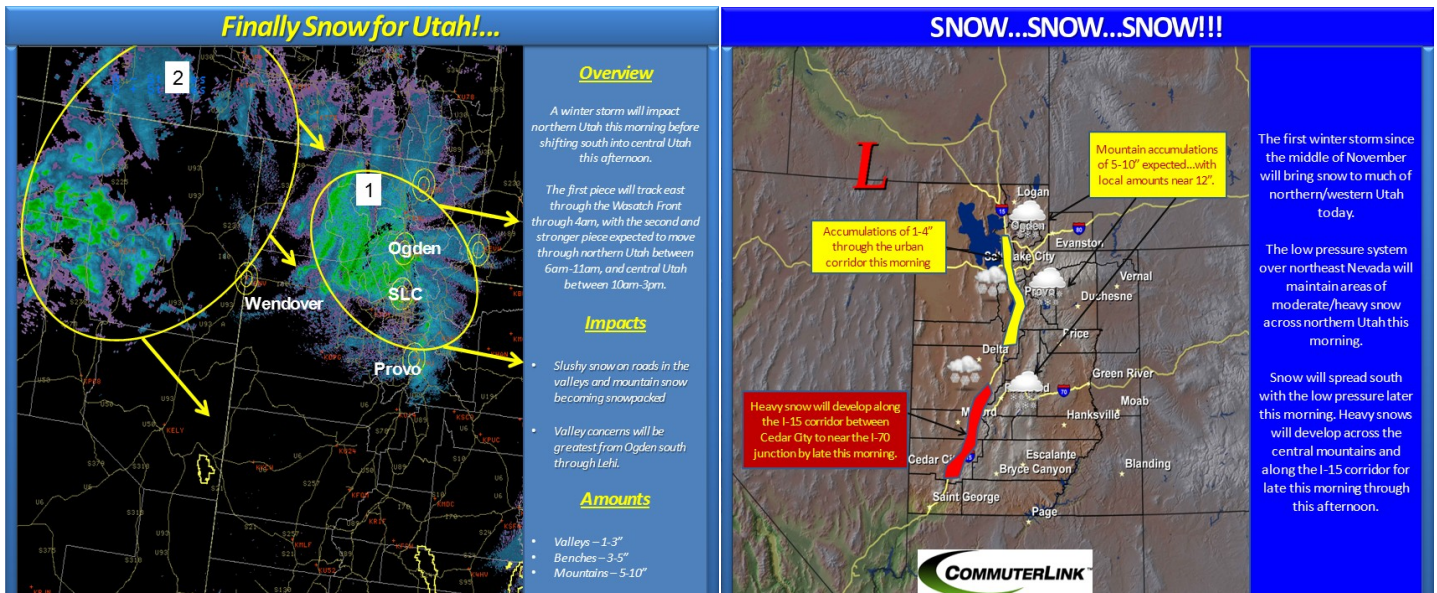 Finally Snow for Utah!...
2
1
Ogden
SLC
Wendover
Provo
Overview
A winter storm will impact
northern Utah this morning before
shifting south into central Utah
this afternoon.
The first piece will track east
through the Wasatch Front
through 4am, with the second and
stronger piece expected to move
through northern Utah between
6am-11am, and central Utah
between 10am-3pm.
Impacts
• Slushy snow on roads in the
valleys and mountain snow
becoming snowpacked
• Valley concerns will be
greatest from Ogden south
through Lehi.
Amounts
• Valleys – 1-3"
• Benches – 3-5"
• Mountains – 5-10"
SNOW...SNOW...SNOW!!!
L
Mountain accumulations
of 5-10" expected...with
local amounts near 12".
Logan
15
Ogden
80
Evanston
Accumulations of 1-4"
through the urban
corridor this morning
Lake City
Vernal
Provo
Duchesne
Price
Delta
Green River
70
Moab
Hanksville
Heavy snow will develop along
the I-15 corridor between
Cedar City to near the I-70
junction by late this morning.
Escalante
Cedar City
Bryce Canyon
Blanding
Saint George
Page
COMMUTERLINK
The first winter storm since
the middle of November
will bring snow to much of
northern/western Utah
today.
The low pressure system
over northeast Nevada will
maintain areas of
moderate/heavy snow
across northern Utah this
morning.
Snow will spread south
with the low pressure later
this morning. Heavy snows
will develop across the
central mountains and
along the I-15 corridor for
late this morning through
this afternoon.